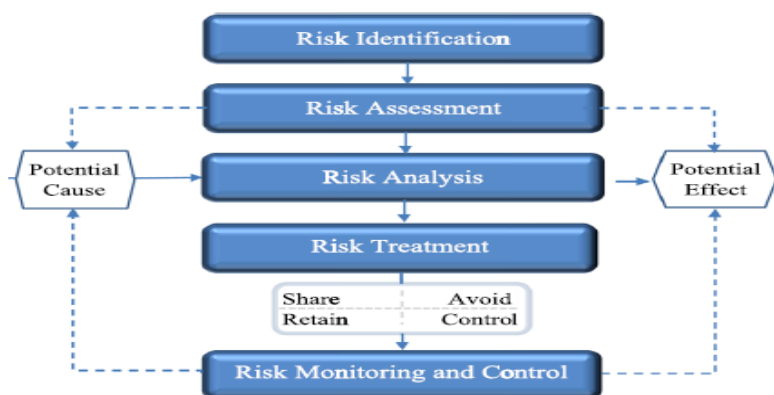 Risk Identification
Risk Assessment
Potential
Cause
Risk Analysis
Potential
Effect
Risk Treatment
Share Avoid
Retain Control
Risk Monitoring and Control